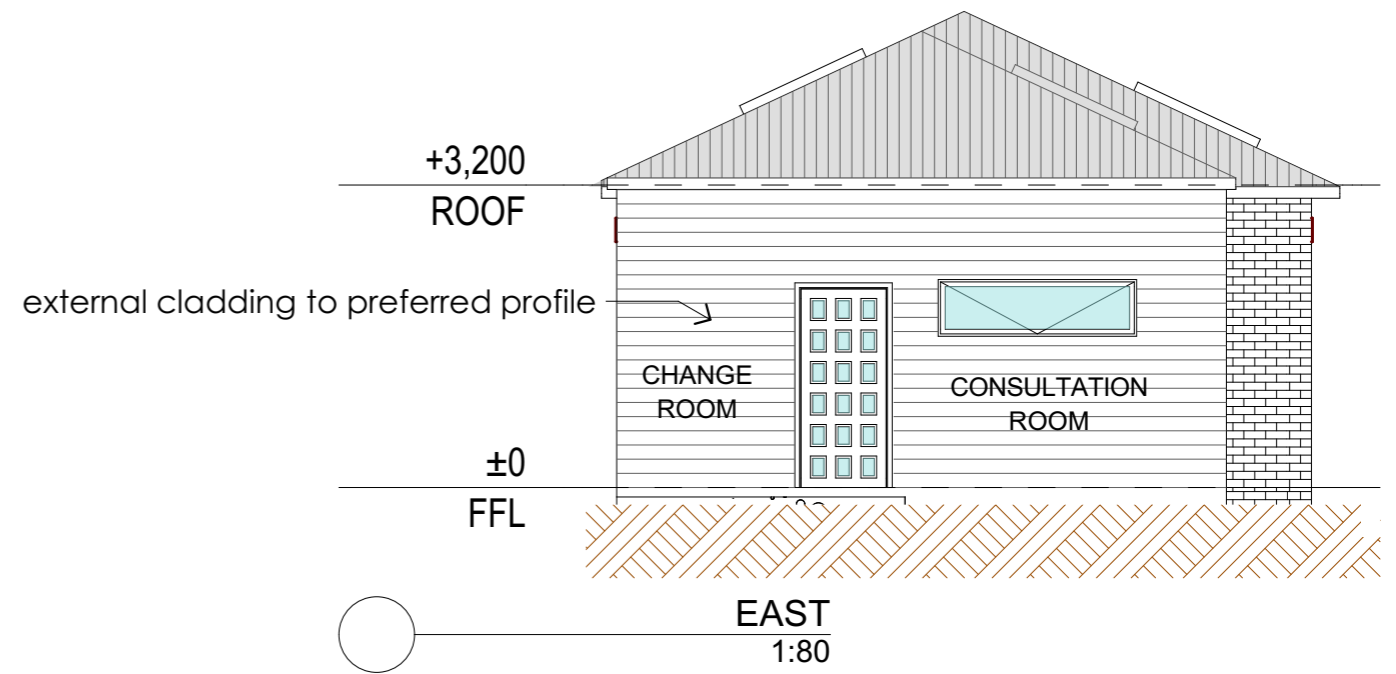 +3,200
ROOF
external cladding to preferred profile
CHANGE
ROOM
CONSULTATION
ROOM
±0
FFL
EAST
1:80